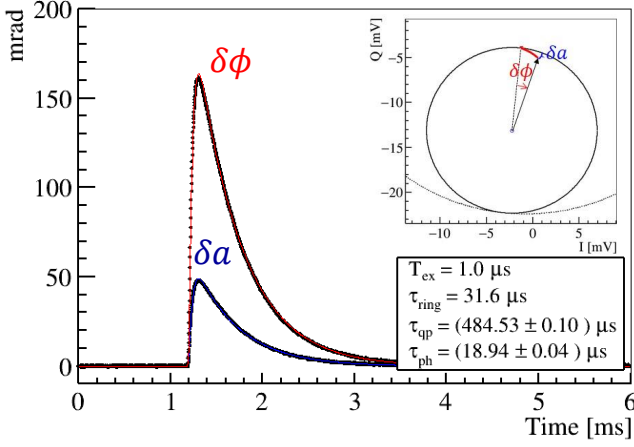 mrad
200
150
100
50
0
δϕ
δa
0 1 2 3 4 5 6
Time [ms]
Q [mV]
−5
−10
−15
−20
−10 −5 0 5
I [mV]
δϕ
δa
T_ex = 1.0 μs
τ_ring = 31.6 μs
τ_qp = (484.53 ± 0.10 ) μs
τ_ph = (18.94 ± 0.04 ) μs